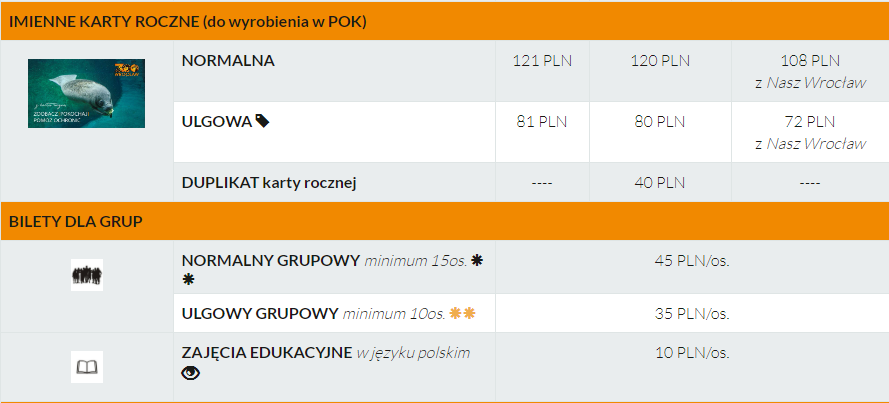 IMIENNE KARTY ROCZNE (do wyrobienia w POK)
WROCŁAW
ZOBACZ! POKOCHAJ!
POMÓŻ OCHRONIĆ
NORMALNA
121 PLN
120 PLN
108 PLN
z Nasz Wrocław
ULGOWA
81 PLN
80 PLN
72 PLN
z Nasz Wrocław
DUPLIKAT karty rocznej
----
40 PLN
----
BILETY DLA GRUP
NORMALNY GRUPOWY minimum 15os. ✱
✱
45 PLN/os.
ULGOWY GRUPOWY minimum 10os. ✱✱
35 PLN/os.
ZAJĘCIA EDUKACYJNE w języku polskim
10 PLN/os.